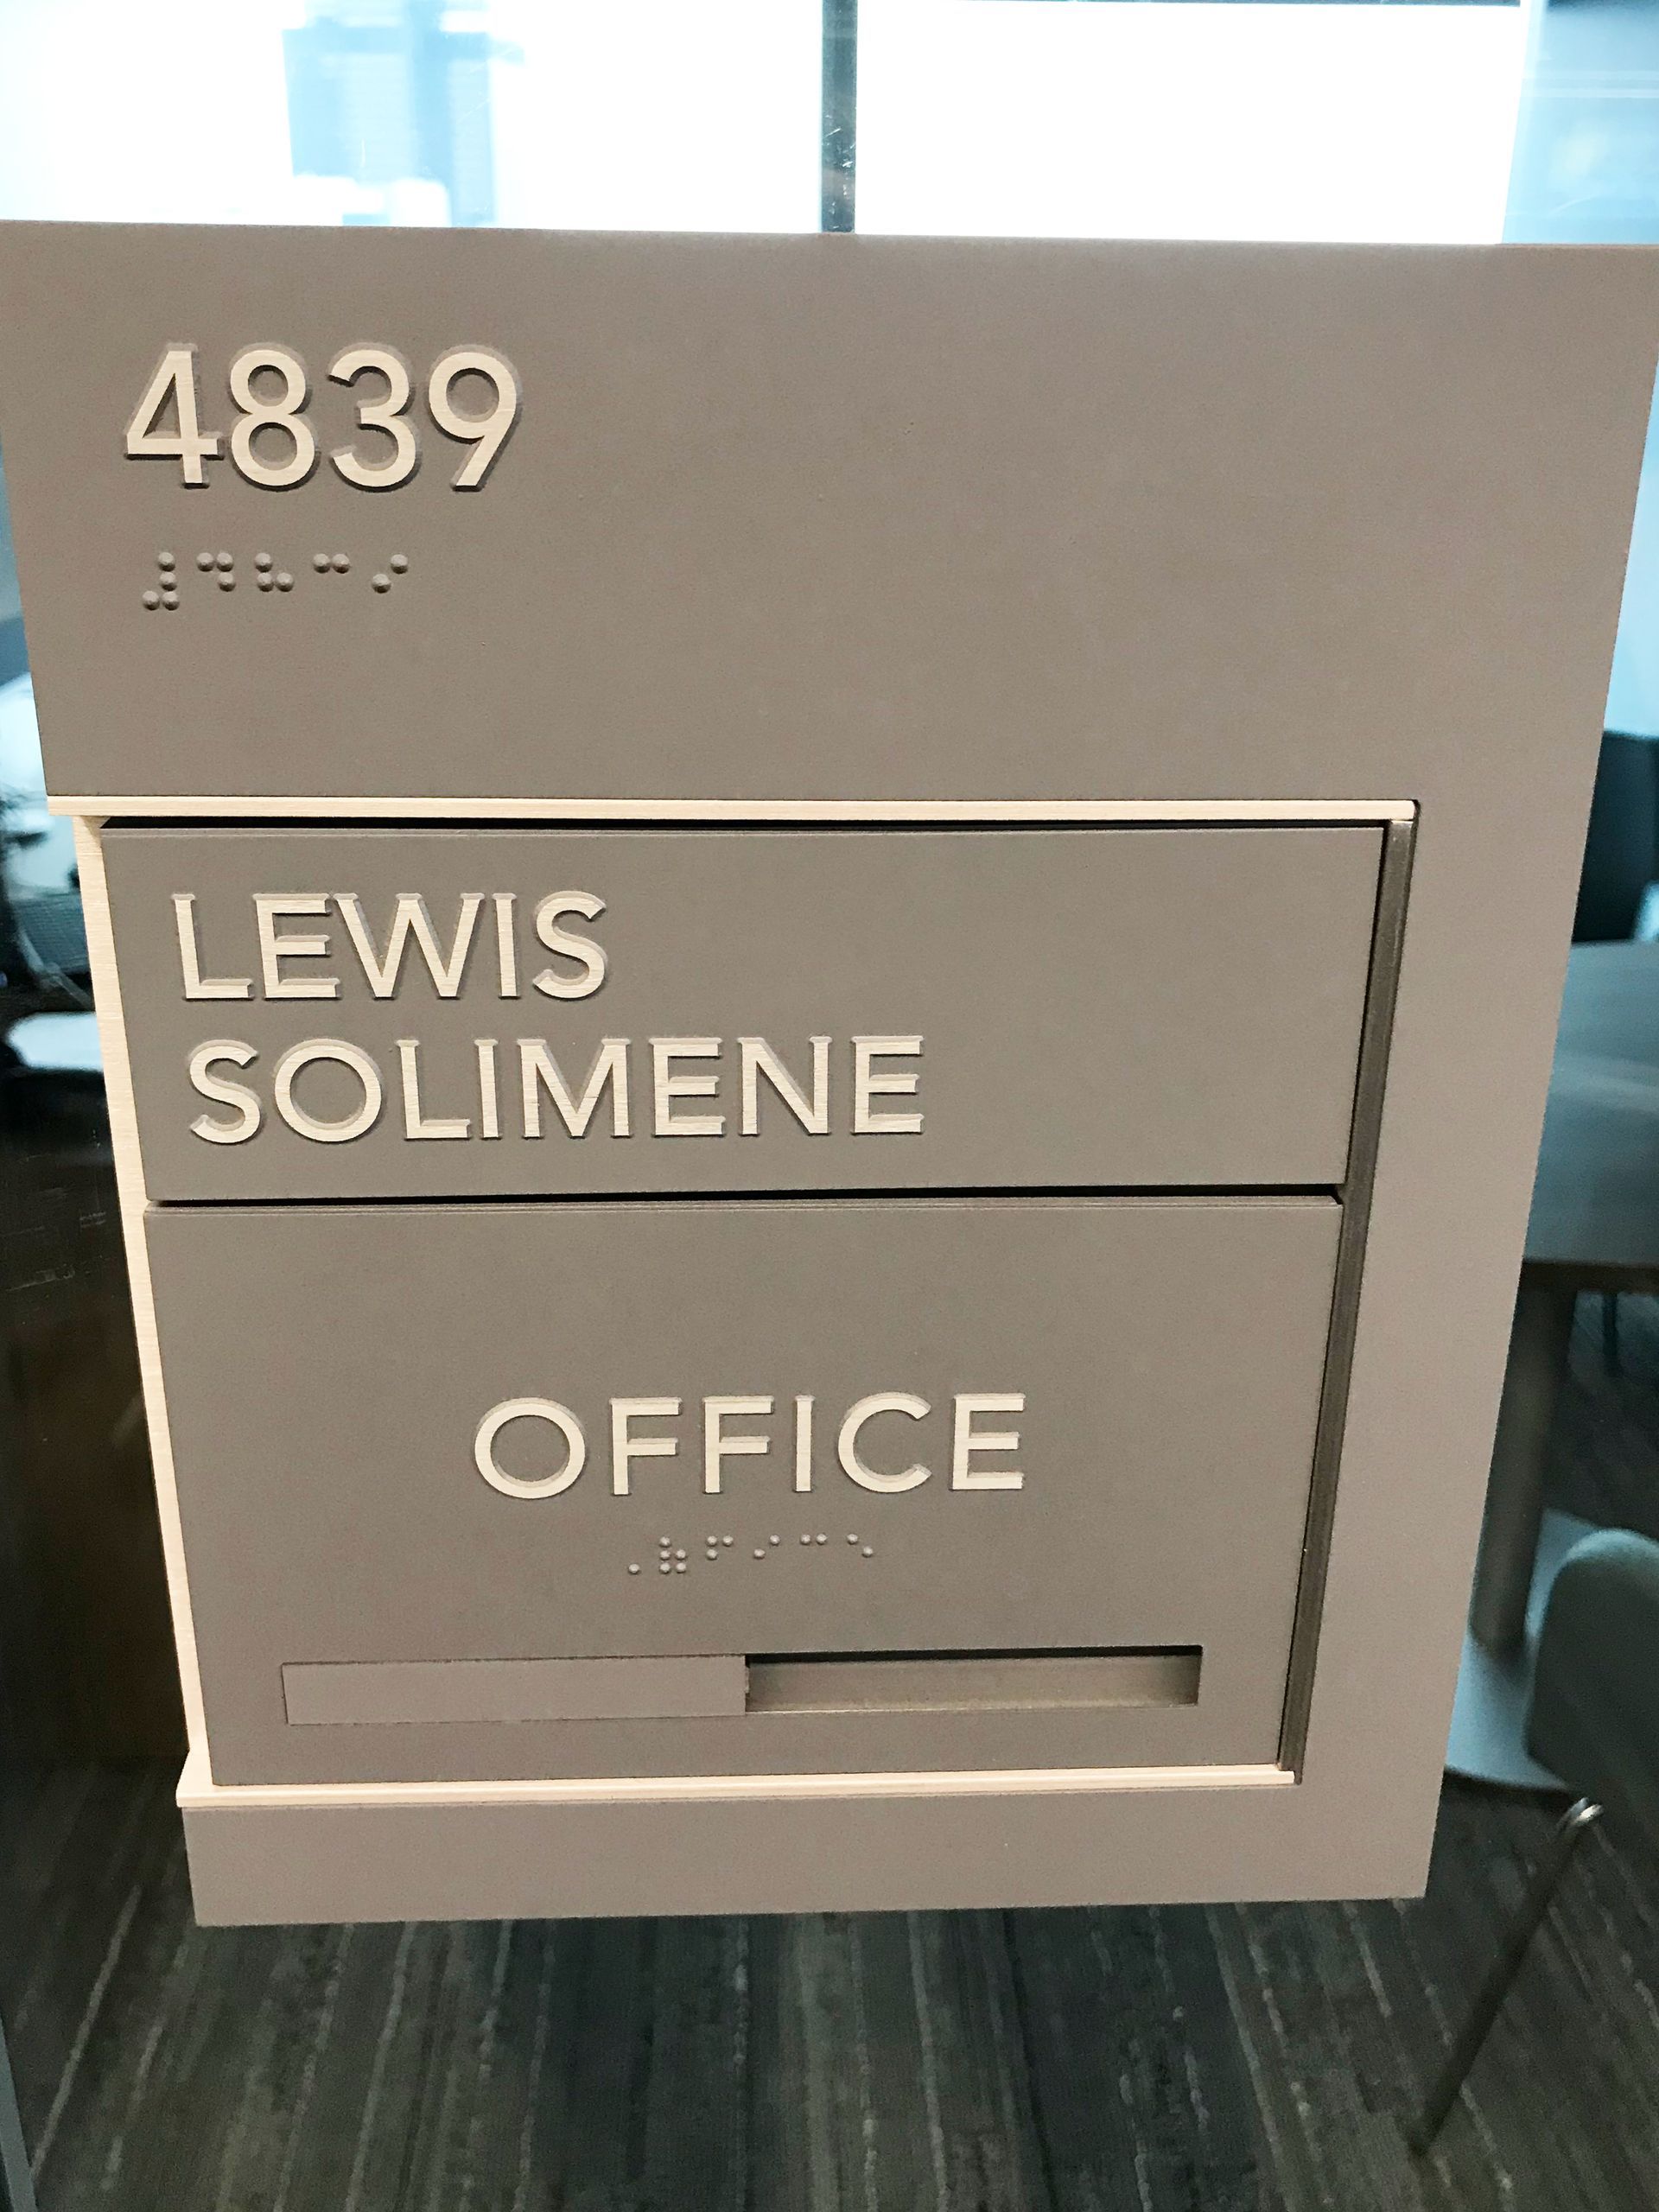 4839
⠼⠙⠓⠉⠊
LEWIS
SOLIMENE
OFFICE
⠠⠷⠋⠊⠉⠑